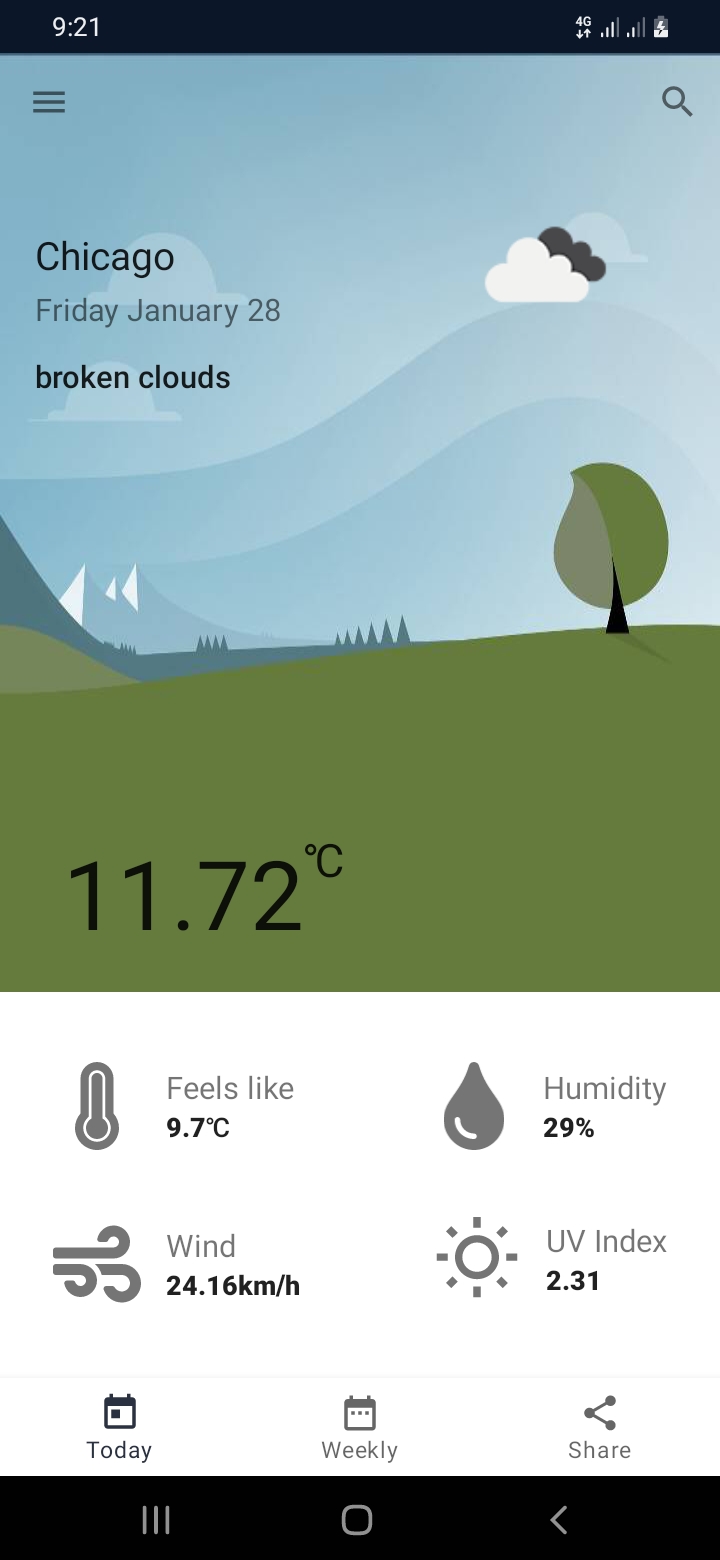 9:21
4G
Chicago
Friday January 28
broken clouds
11.72℃
Feels like
9.7℃
Humidity
29%
Wind
24.16km/h
UV Index
2.31
Today
Weekly
Share